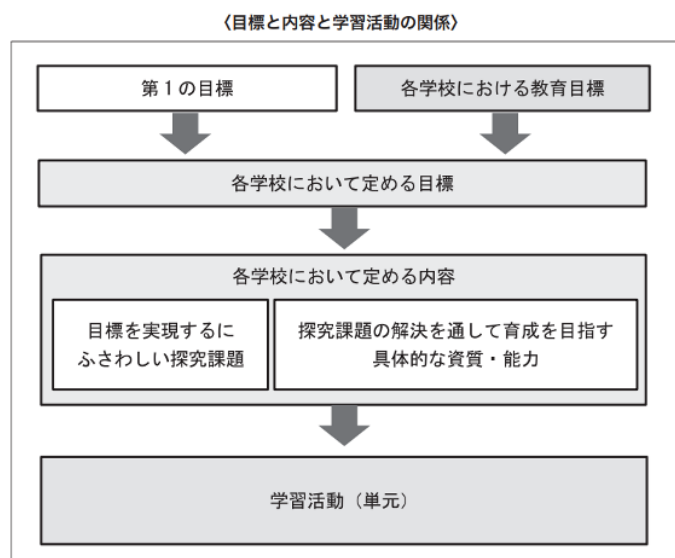 〈目標と内容と学習活動の関係〉
第1の目標
各学校における教育目標
各学校において定める目標
各学校において定める内容
目標を実現するに
ふさわしい探究課題
探究課題の解決を通して育成を目指す
具体的な資質・能力
学習活動(単元)